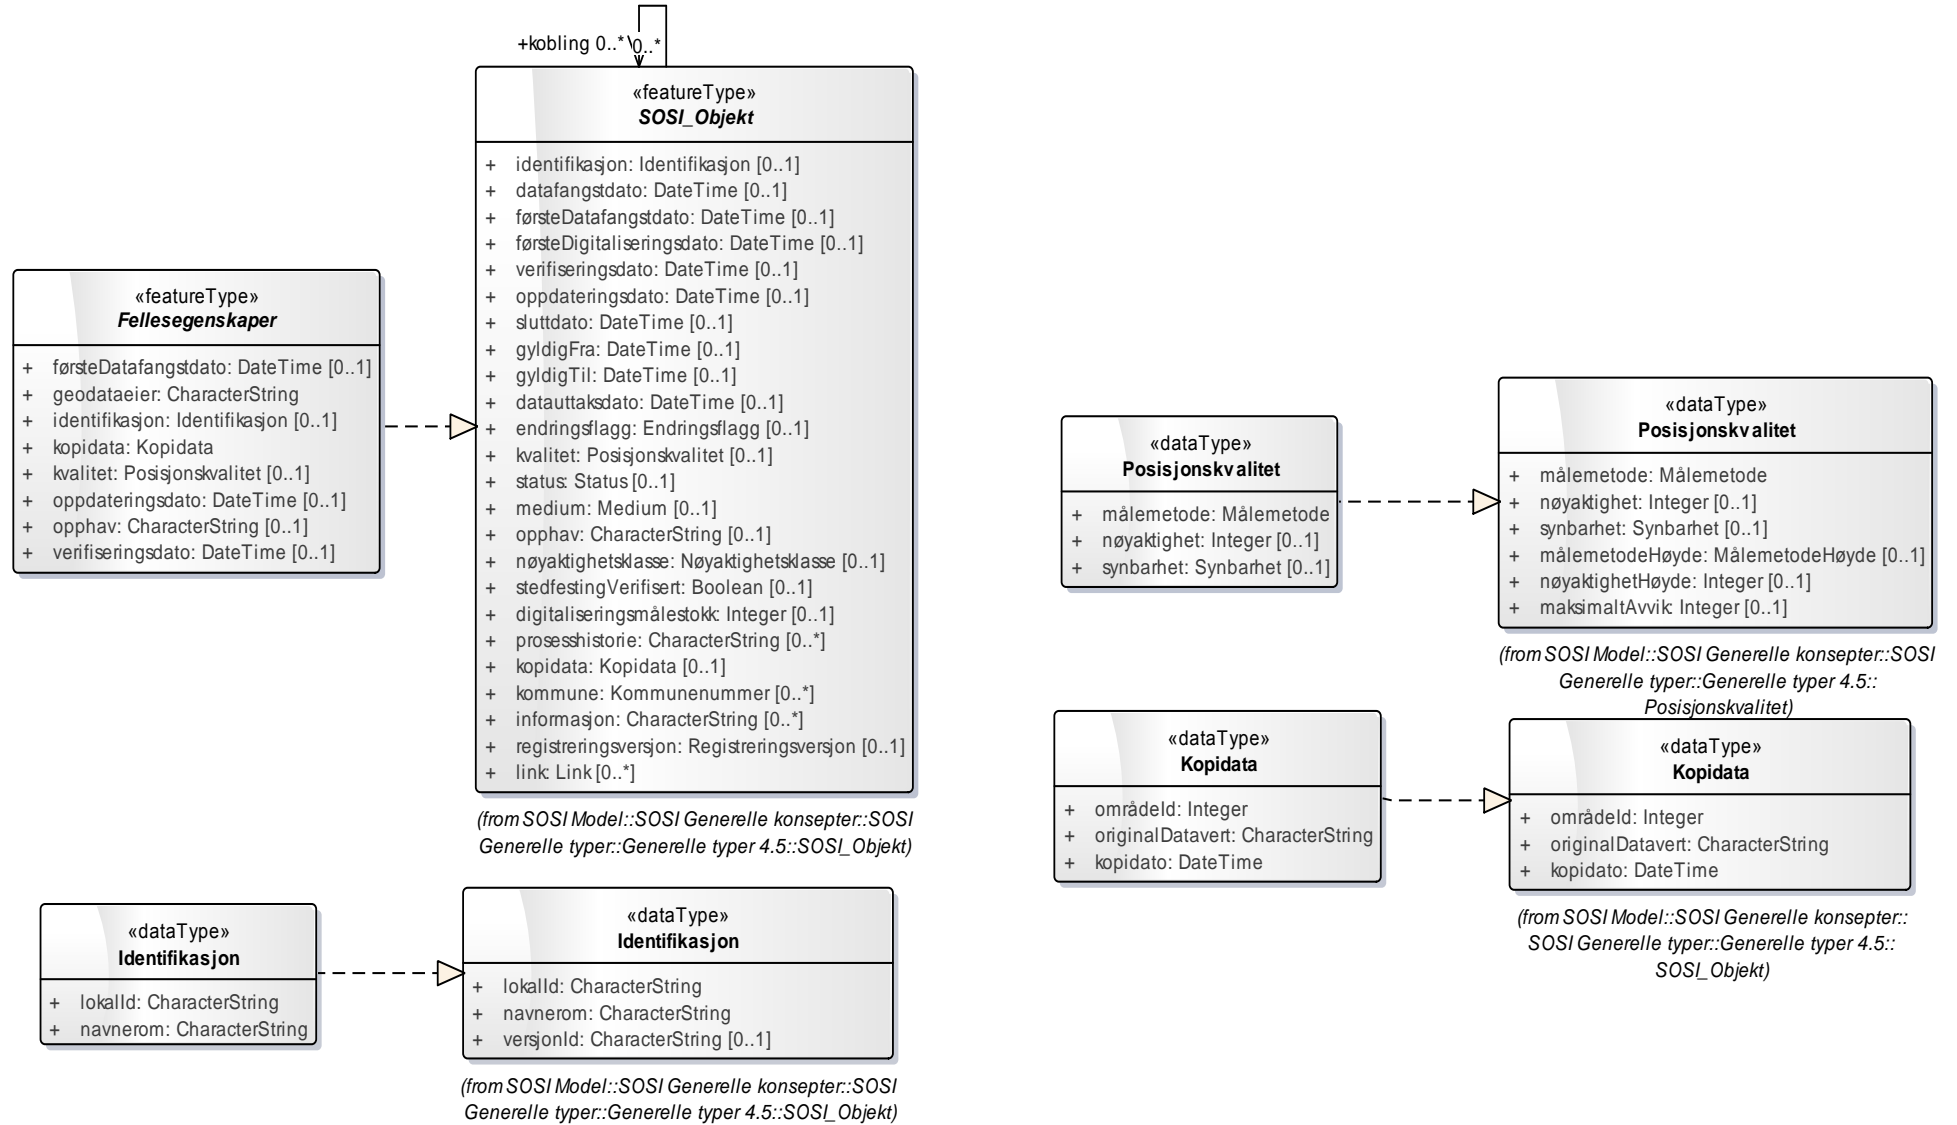 +kobling 0..* 0..*
«featureType»
SOSI_Objekt
+ identifikasjon: Identifikasjon [0..1]
+ datafangstdato: DateTime [0..1]
+ førsteDatafangstdato: DateTime [0..1]
+ førsteDigitaliseringsdato: DateTime [0..1]
+ verifiseringsdato: DateTime [0..1]
+ oppdateringsdato: DateTime [0..1]
+ sluttdato: DateTime [0..1]
+ gyldigFra: DateTime [0..1]
+ gyldigTil: DateTime [0..1]
+ datauttaksdato: DateTime [0..1]
+ endringsflagg: Endringsflagg [0..1]
+ kvalitet: Posisjonskvalitet [0..1]
+ status: Status [0..1]
+ medium: Medium [0..1]
+ opphav: CharacterString [0..1]
+ nøyaktighetsklasse: Nøyaktighetsklasse [0..1]
+ stedfestingVerifisert: Boolean [0..1]
+ digitaliseringsmålestokk: Integer [0..1]
+ prosesshistorie: CharacterString [0..*]
+ kopidata: Kopidata [0..1]
+ kommune: Kommunenummer [0..*]
+ informasjon: CharacterString [0..*]
+ registreringsversjon: Registreringsversjon [0..1]
+ link: Link [0..*]
(from SOSI Model::SOSI Generelle konsepter::SOSI
Generelle typer::Generelle typer 4.5::SOSI_Objekt)
«featureType»
Fellesegenskaper
+ førsteDatafangstdato: DateTime [0..1]
+ geodataeier: CharacterString
+ identifikasjon: Identifikasjon [0..1]
+ kopidata: Kopidata
+ kvalitet: Posisjonskvalitet [0..1]
+ oppdateringsdato: DateTime [0..1]
+ opphav: CharacterString [0..1]
+ verifiseringsdato: DateTime [0..1]
«dataType»
Posisjonskvalitet
+ målemetode: Målemetode
+ nøyaktighet: Integer [0..1]
+ synbarhet: Synbarhet [0..1]
«dataType»
Posisjonskvalitet
+ målemetode: Målemetode
+ nøyaktighet: Integer [0..1]
+ synbarhet: Synbarhet [0..1]
+ målemetodeHøyde: MålemetodeHøyde [0..1]
+ nøyaktighetHøyde: Integer [0..1]
+ maksimaltAvvik: Integer [0..1]
(from SOSI Model::SOSI Generelle konsepter::SOSI
Generelle typer::Generelle typer 4.5::
Posisjonskvalitet)
«dataType»
Kopidata
+ områdeId: Integer
+ originalDatavert: CharacterString
+ kopidato: DateTime
«dataType»
Kopidata
+ områdeId: Integer
+ originalDatavert: CharacterString
+ kopidato: DateTime
(from SOSI Model::SOSI Generelle konsepter::
SOSI Generelle typer::Generelle typer 4.5::
SOSI_Objekt)
«dataType»
Identifikasjon
+ lokalId: CharacterString
+ navnerom: CharacterString
«dataType»
Identifikasjon
+ lokalId: CharacterString
+ navnerom: CharacterString
+ versjonId: CharacterString [0..1]
(from SOSI Model::SOSI Generelle konsepter::SOSI
Generelle typer::Generelle typer 4.5::SOSI_Objekt)